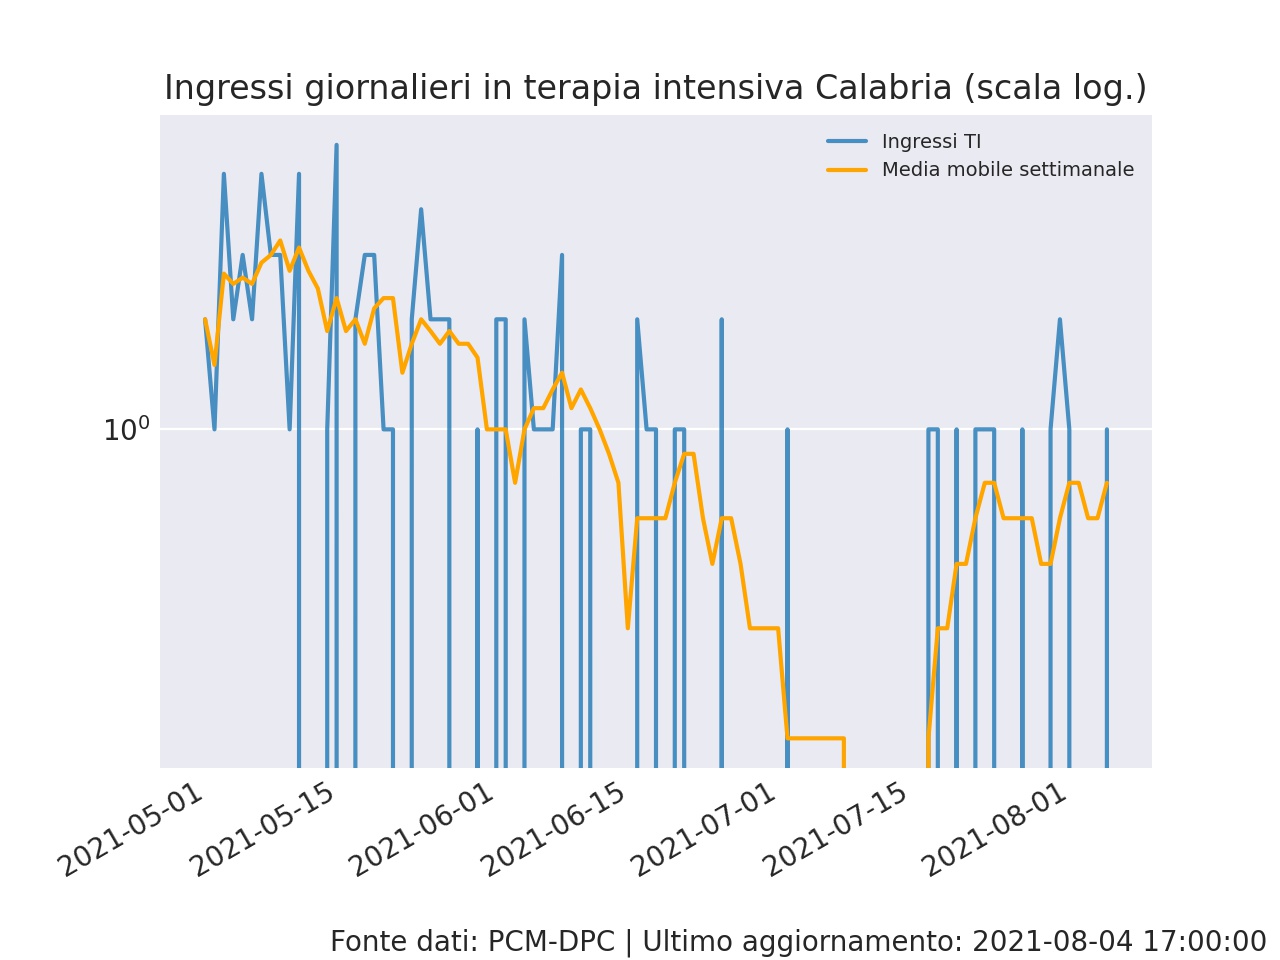 Ingressi giornalieri in terapia intensiva Calabria (scala log.)
Ingressi TI
Media mobile settimanale
10⁰
2021-05-01
2021-05-15
2021-06-01
2021-06-15
2021-07-01
2021-07-15
2021-08-01
Fonte dati: PCM-DPC | Ultimo aggiornamento: 2021-08-04 17:00:00